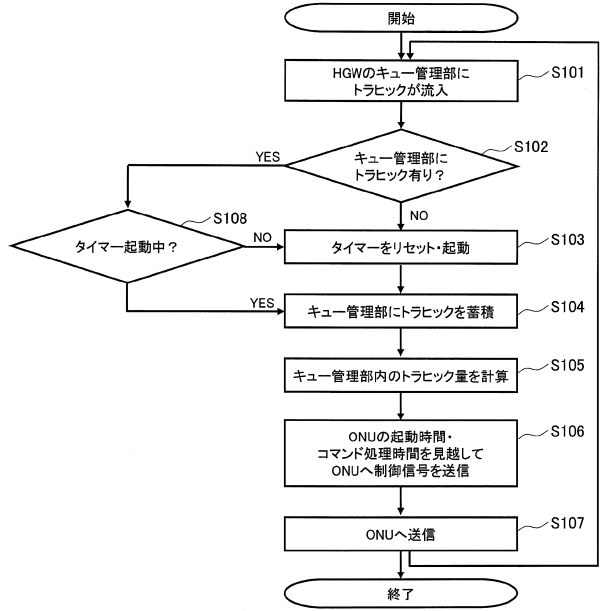 開始
HGWのキュー管理部に
トラヒックが流入
S101
キュー管理部に
トラヒック有り？
S102
YES
NO
タイマー起動中？
S108
NO
YES
タイマーをリセット・起動
S103
キュー管理部にトラヒックを蓄積
S104
キュー管理部内のトラヒック量を計算
S105
ONUの起動時間・
コマンド処理時間を見越して
ONUへ制御信号を送信
S106
ONUへ送信
S107
終了